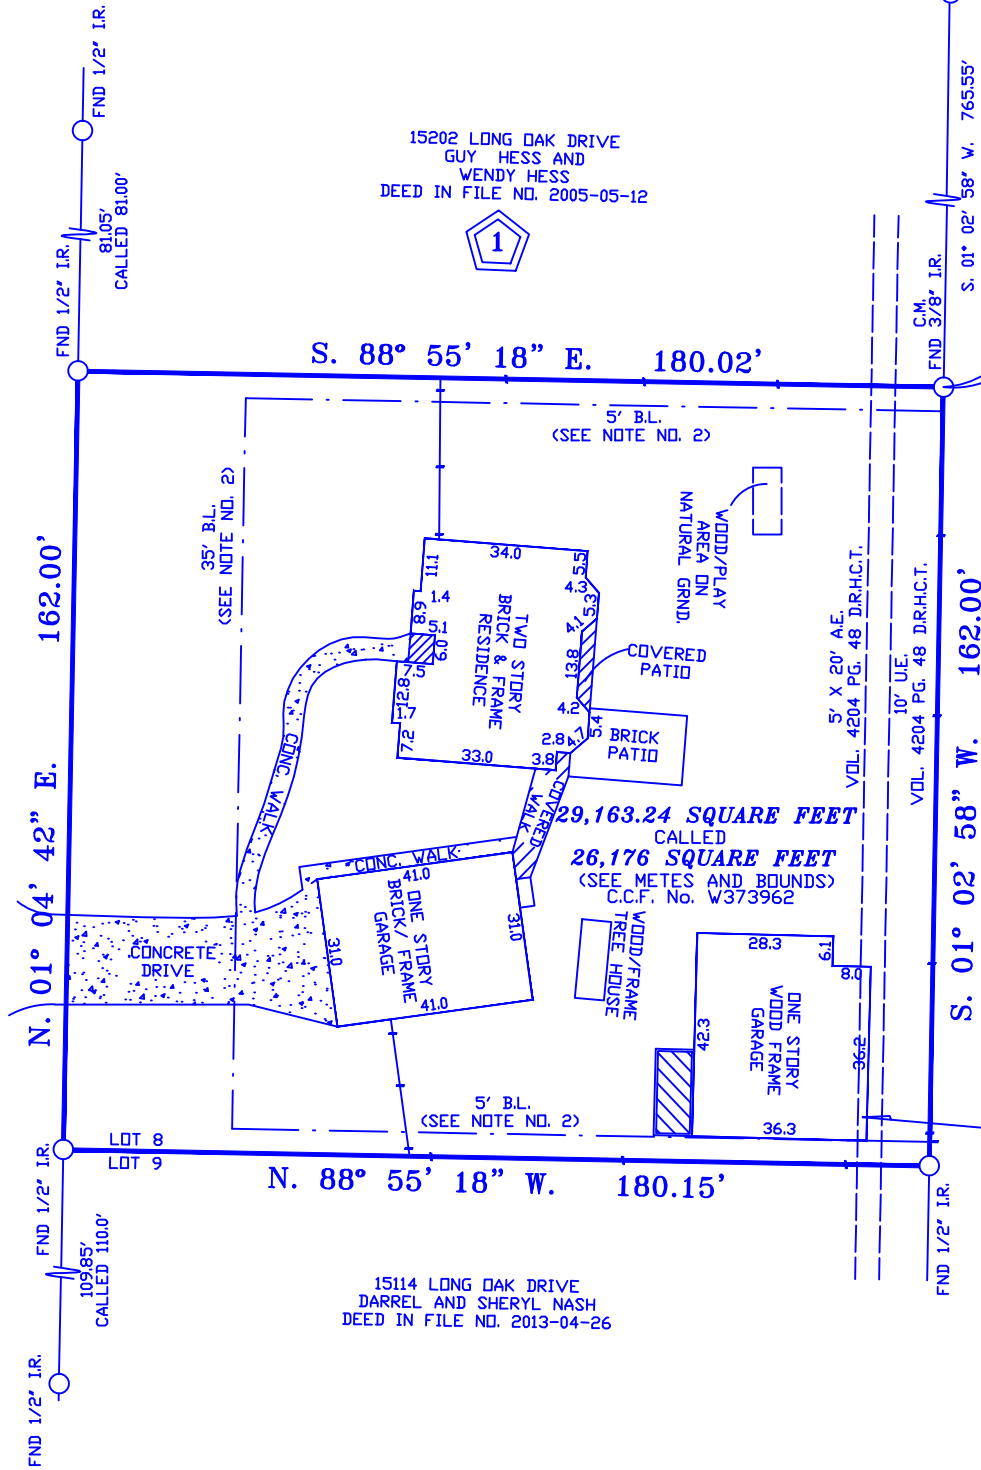 FND 1/2" I.R.
81.05'
CALLED 81.00'
FND 1/2" I.R.
15202 LONG OAK DRIVE
GUY HESS AND
WENDY HESS
DEED IN FILE NO. 2005-05-12
1
S. 01° 02' 58" W. 765.55'
C.M.
FND 3/8" I.R.
S. 88° 55' 18" E. 180.02'
5' B.L.
(SEE NOTE NO. 2)
35' B.L.
(SEE NOTE NO. 2)
N. 01° 04' 42" E. 162.00'
WOOD/PLAY
AREA ON
NATURAL GRND.
34.0
11.1
5.5
4.3
5.3
1.4
8.9
5.1
6.0
7.5
4.1
13.8
12.8
1.7
7.2
4.2
5.4
4.7
2.8
3.8
33.0
TWO STORY
BRICK & FRAME
RESIDENCE
COVERED
PATIO
BRICK
PATIO
5' X 20' A.E.
VOL. 4204 PG. 48 D.R.H.C.T.
10' U.E.
VOL. 4204 PG. 48 D.R.H.C.T.
S. 01° 02' 58" W. 162.00'
CONC. WALK
COVERED
WALK
29,163.24 SQUARE FEET
CALLED
26,176 SQUARE FEET
(SEE METES AND BOUNDS)
C.C.F. No. W373962
CONC. WALK
41.0
31.0
31.0
41.0
ONE STORY
BRICK/ FRAME
GARAGE
CONCRETE
DRIVE
WOOD/FRAME
TREE HOUSE
28.3
6.1
8.0
42.3
36.2
36.3
ONE STORY
WOOD FRAME
GARAGE
5' B.L.
(SEE NOTE NO. 2)
LOT 8
LOT 9
N. 88° 55' 18" W. 180.15'
FND 1/2" I.R.
109.85'
CALLED 110.0'
FND 1/2" I.R.
FND 1/2" I.R.
15114 LONG OAK DRIVE
DARREL AND SHERYL NASH
DEED IN FILE NO. 2013-04-26